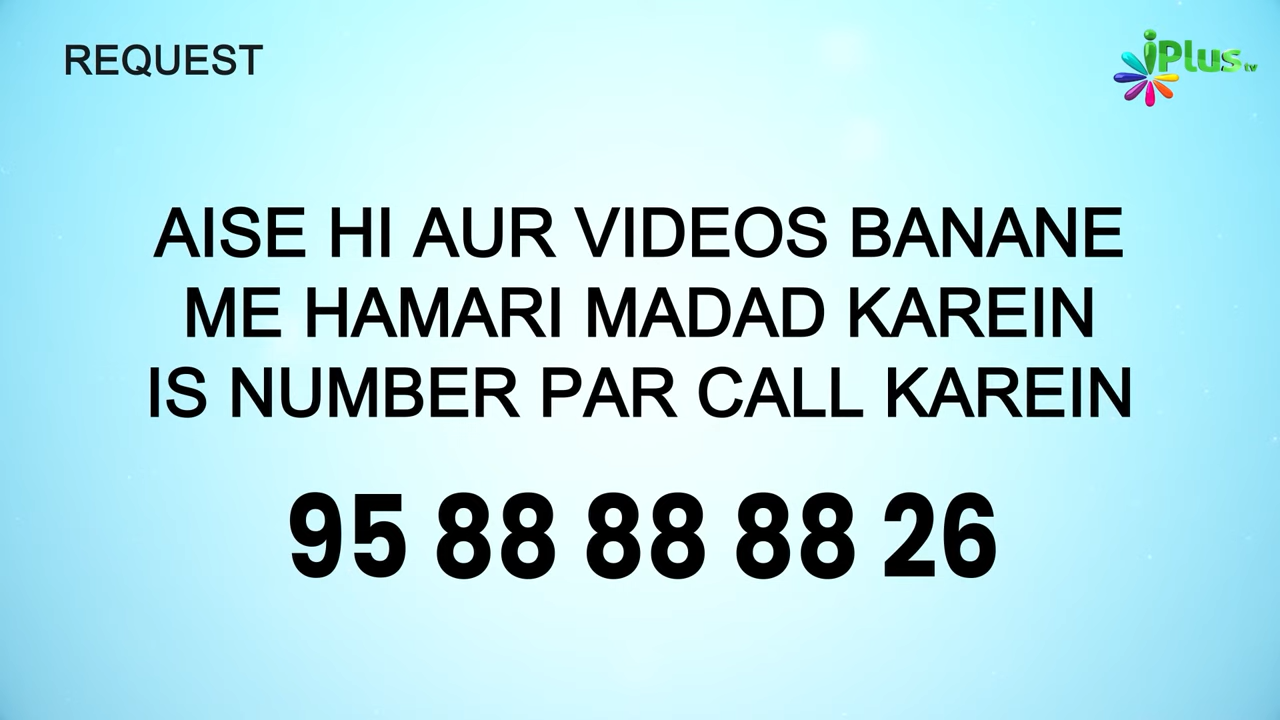 REQUEST
iPlus tv
AISE HI AUR VIDEOS BANANE
ME HAMARI MADAD KAREIN
IS NUMBER PAR CALL KAREIN
95 88 88 88 26